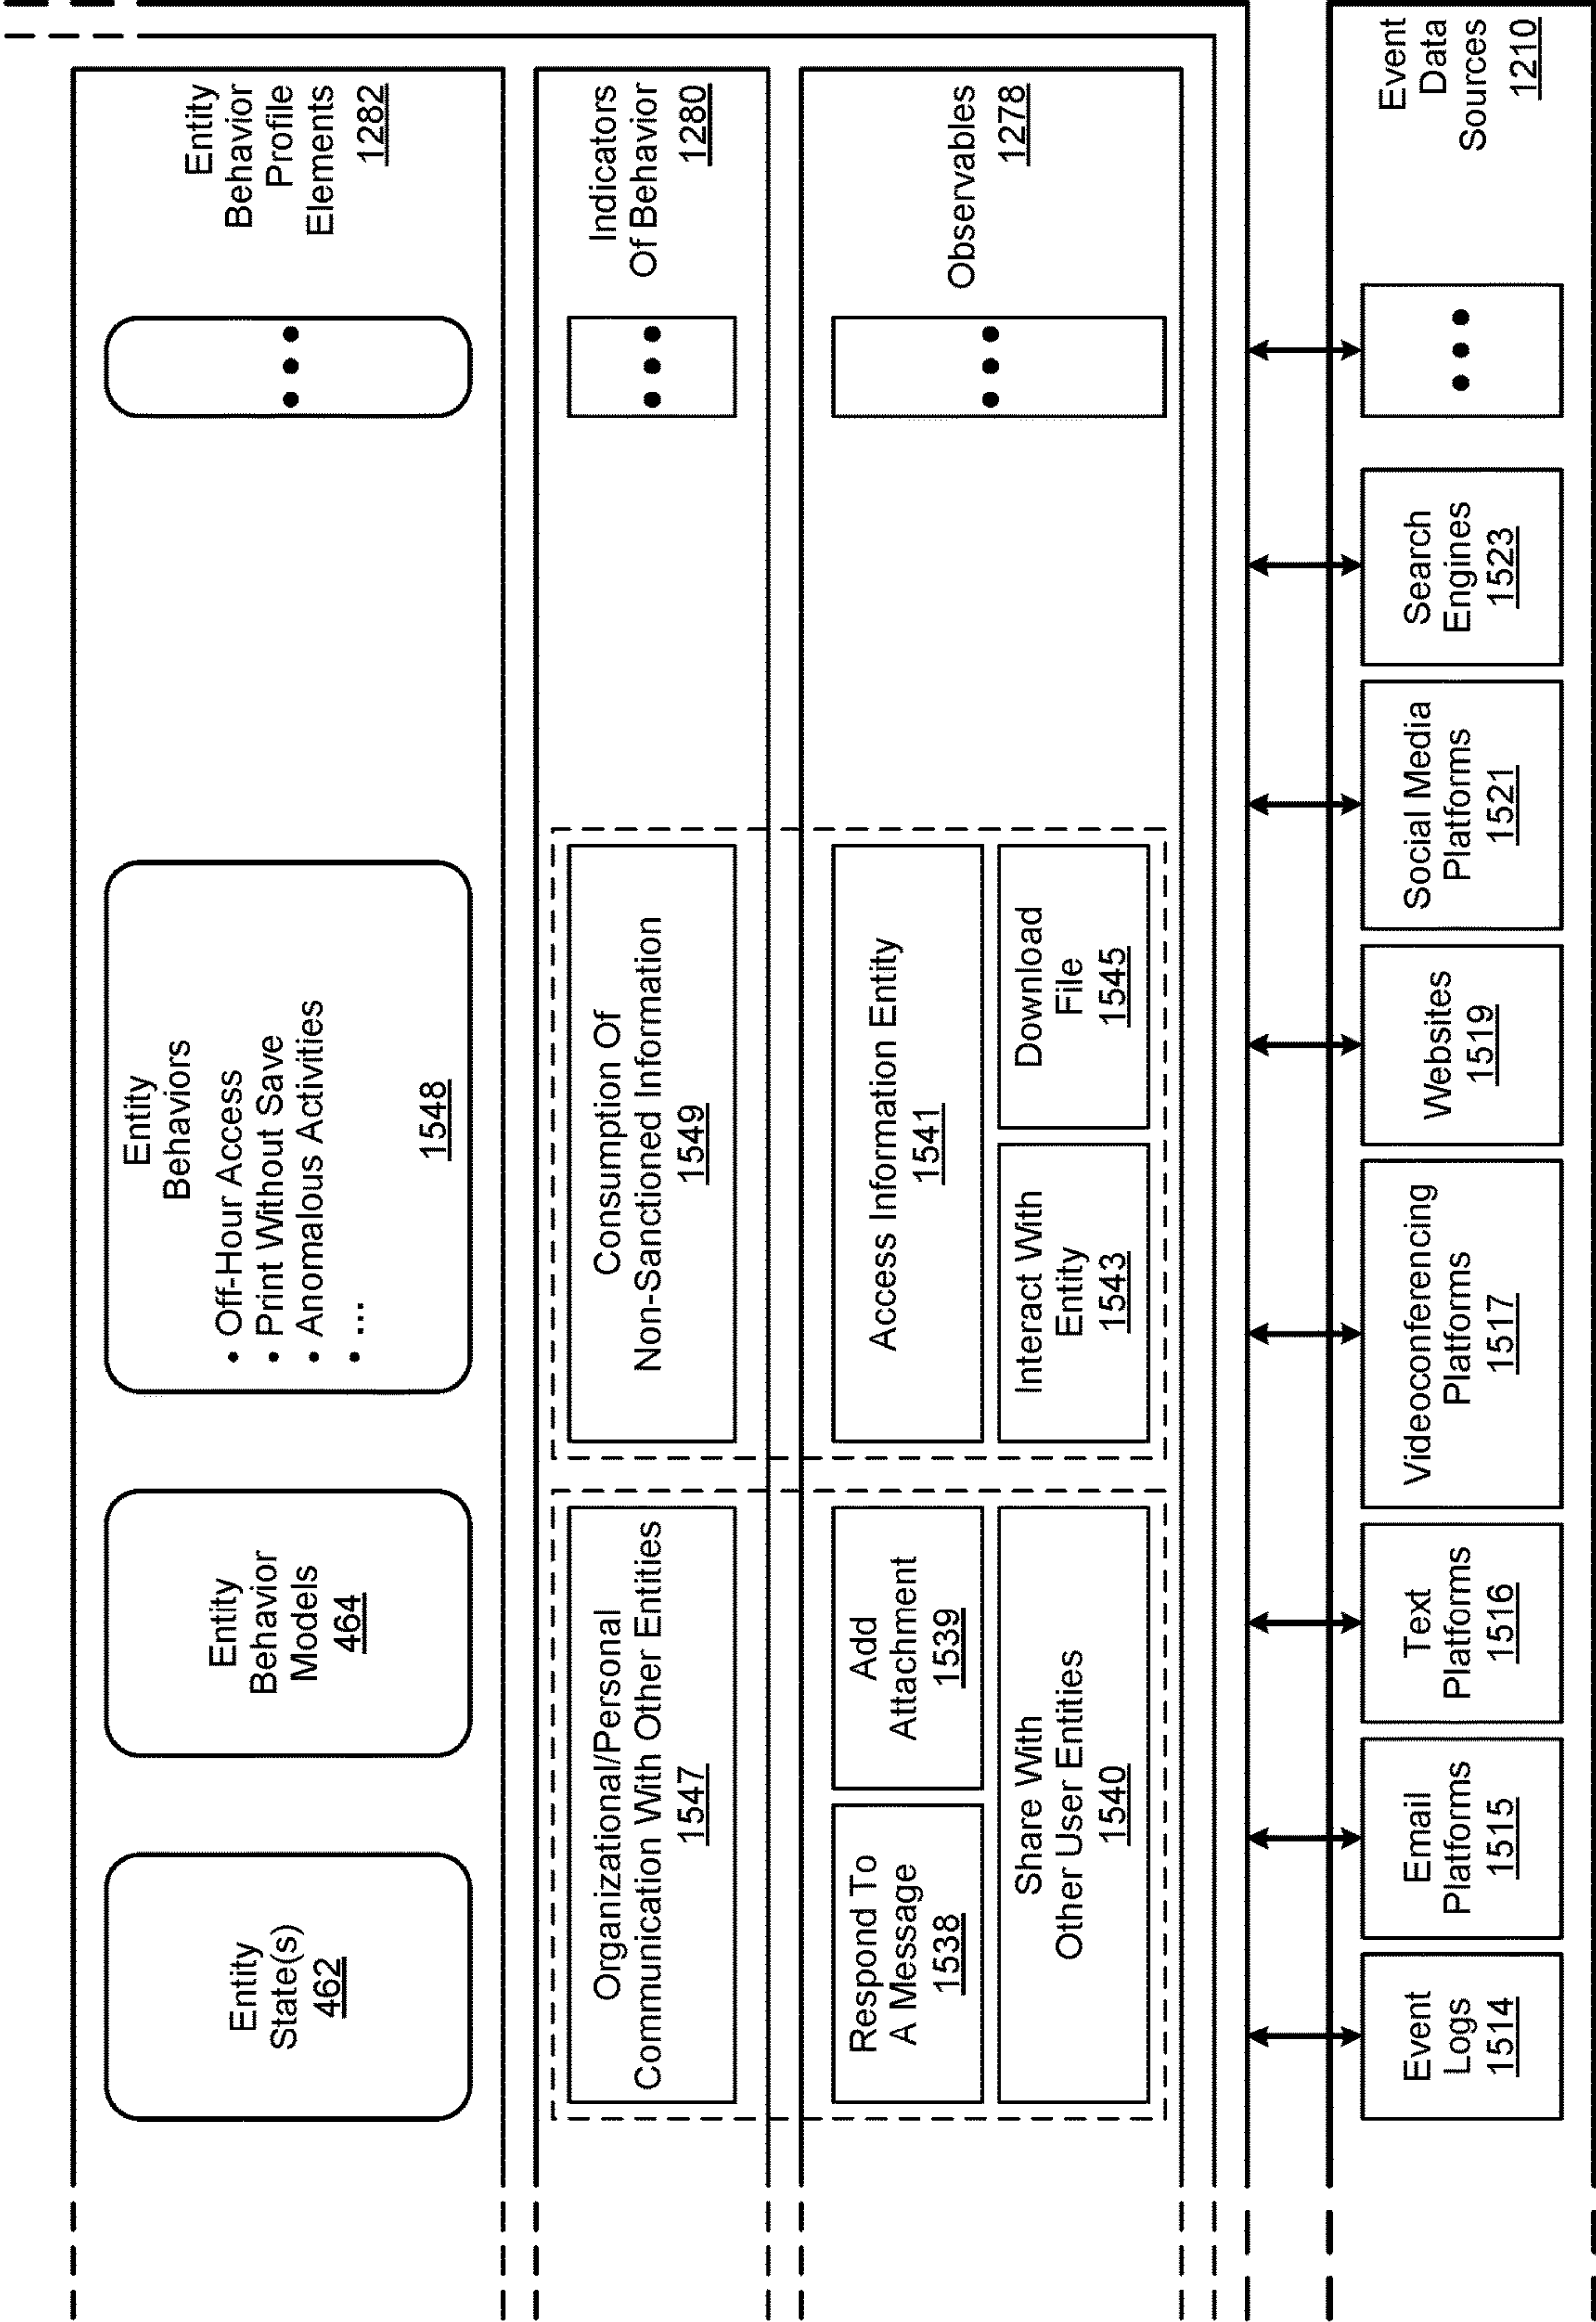 Entity
State(s)
462
Entity
Behavior
Models
464
Entity
Behaviors
• Off-Hour Access
• Print Without Save
• Anomalous Activities
• ...
1548
• • •
Entity
Behavior
Profile
Elements
1282
Organizational/Personal
Communication With Other Entities
1547
Consumption Of
Non-Sanctioned Information
1549
• • •
Indicators
Of Behavior
1280
Respond To
A Message
1538
Add
Attachment
1539
Share With
Other User Entities
1540
Access Information Entity
1541
Interact With
Entity
1543
Download
File
1545
• • •
Observables
1278
Event
Logs
1514
Email
Platforms
1515
Text
Platforms
1516
Videoconferencing
Platforms
1517
Websites
1519
Social Media
Platforms
1521
Search
Engines
1523
• • •
Event
Data
Sources
1210